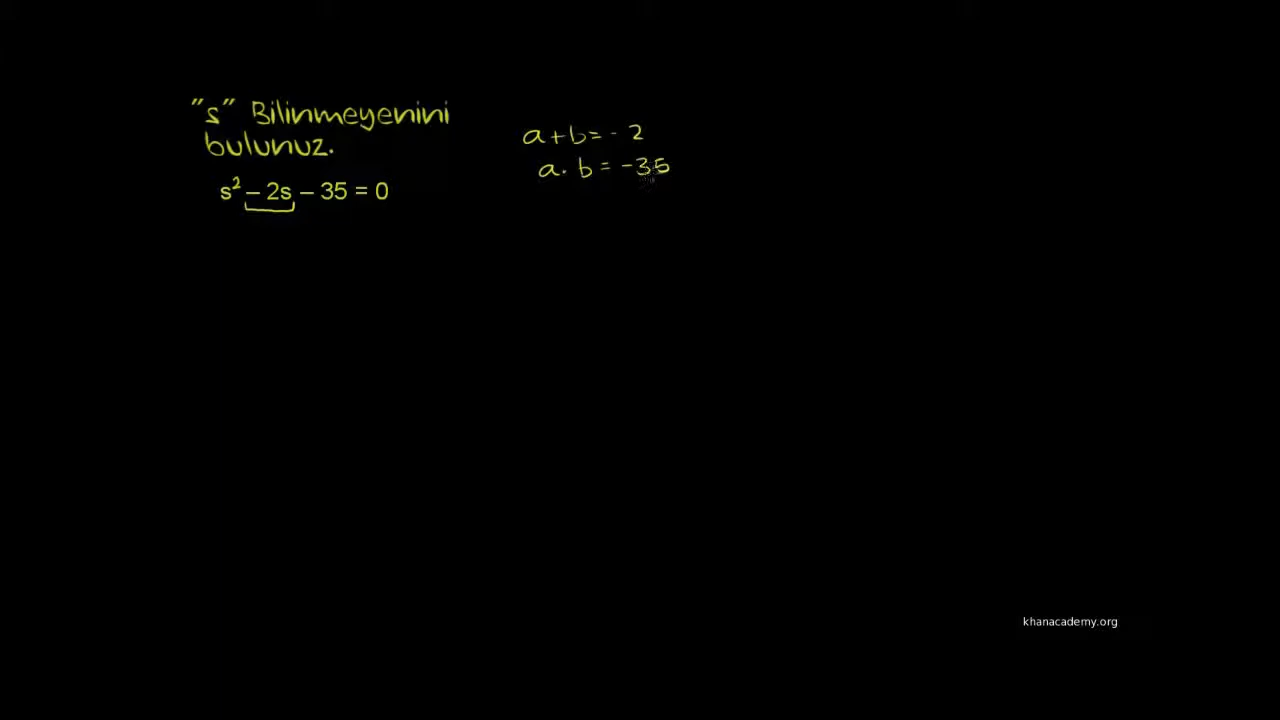 "s" Bilinmeyenini
bulunuz.
s² – 2s – 35 = 0
a + b = - 2
a . b = -35
khanacademy.org